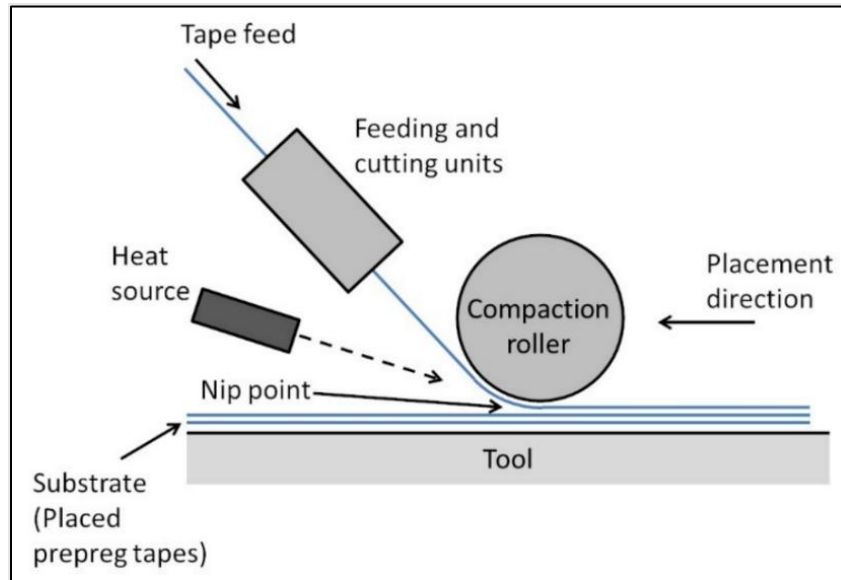 Tape feed
Feeding and
cutting units
Heat
source
Placement
direction
Compaction
roller
Nip point
Tool
Substrate
(Placed
prepreg tapes)